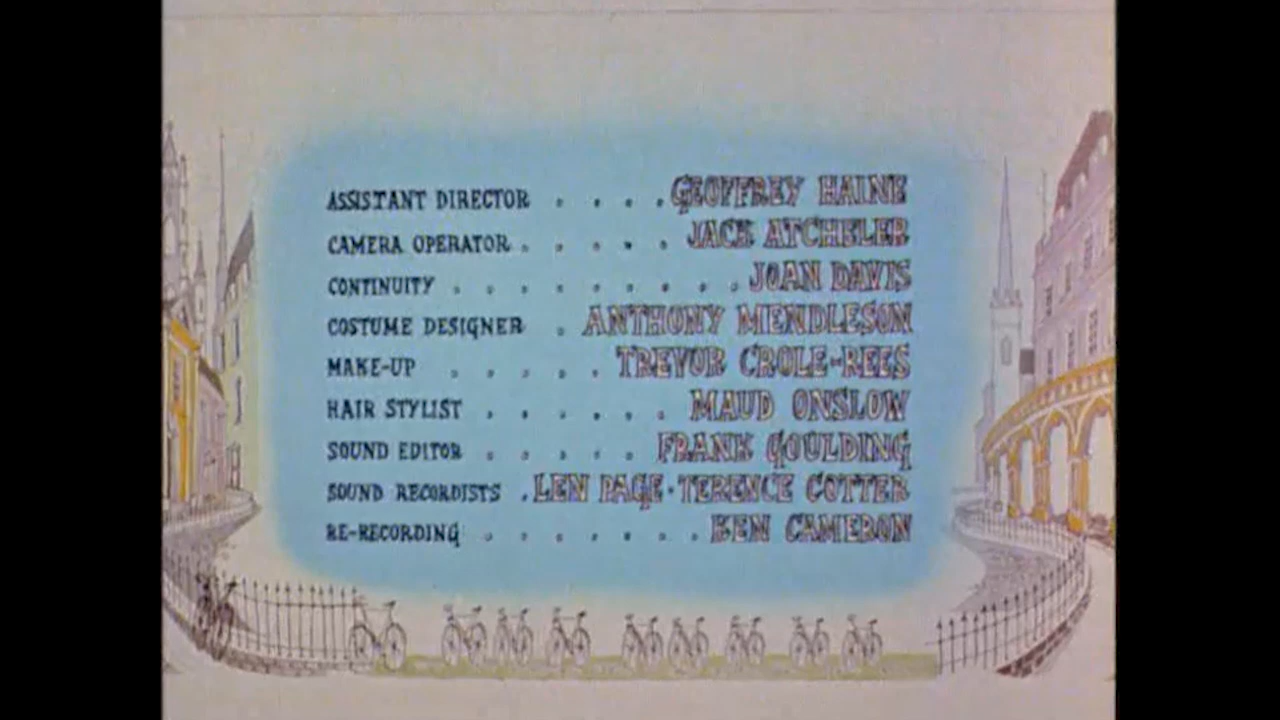 ASSISTANT DIRECTOR . . . . GEOFFREY HAINE
CAMERA OPERATOR . . . . . JACK ATCHELER
CONTINUITY . . . . . . . . . JOAN DAVIS
COSTUME DESIGNER . ANTHONY MENDLESON
MAKE-UP . . . . . TREVOR CROLE-REES
HAIR STYLIST . . . . . . MAUD ONSLOW
SOUND EDITOR . . . . . FRANK GOULDING
SOUND RECORDISTS . LEN PAGE · TERENCE COTTER
RE-RECORDING . . . . . . . KEN CAMERON